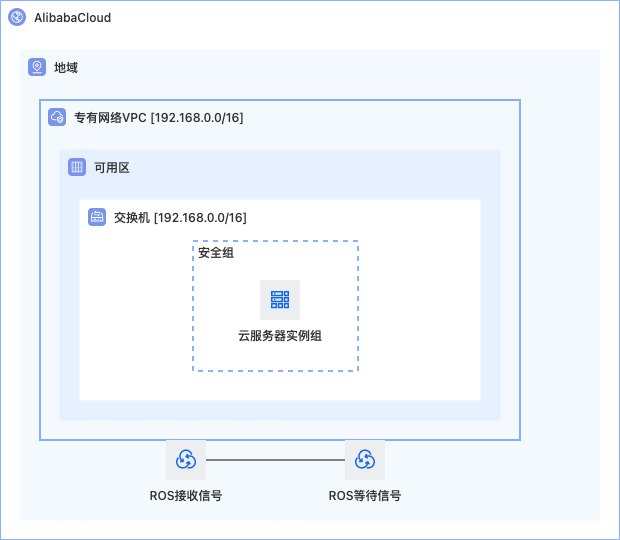 AlibabaCloud
地域
专有网络VPC [192.168.0.0/16]
可用区
交换机 [192.168.0.0/16]
安全组
云服务器实例组
ROS接收信号
ROS等待信号